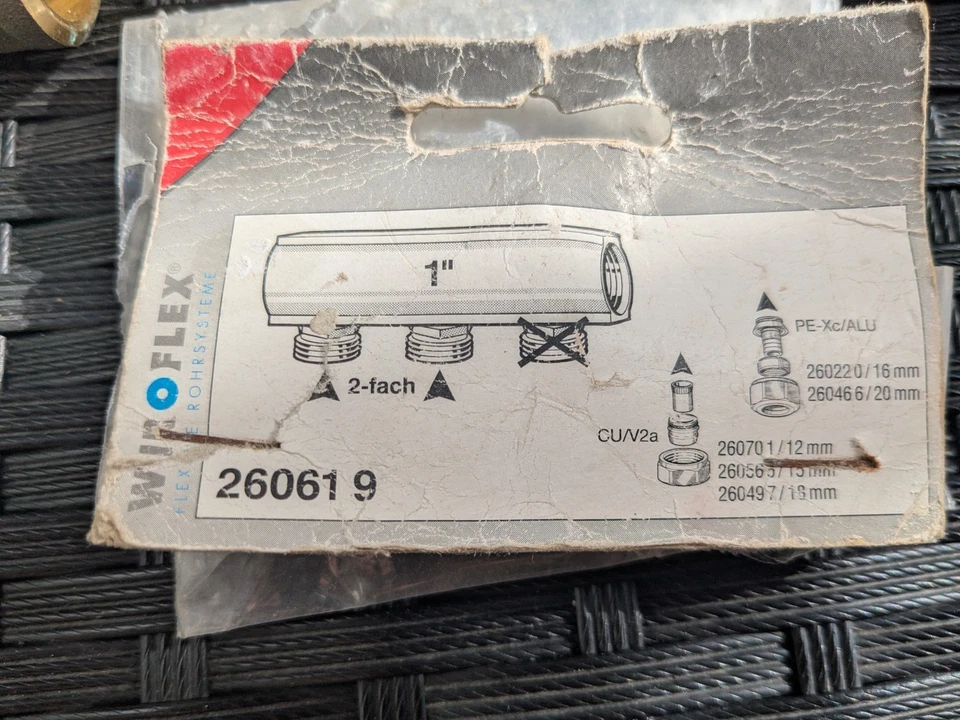 WIROFLEX®
FLEX ROHRSYSTEME
1"
2-fach
260619
CU/V2a
PE-Xc/ALU
260220/16 mm
260466/20 mm
260701/12 mm
260497/18 mm